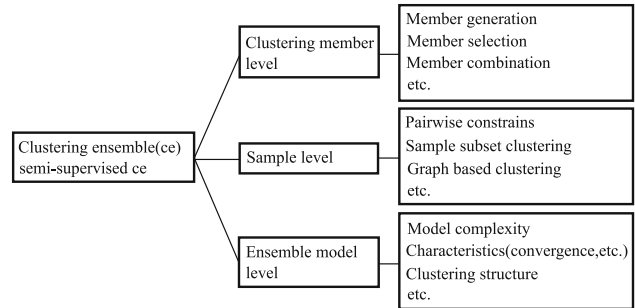 Clustering ensemble(ce)
semi-supervised ce
Clustering member
level
Member generation
Member selection
Member combination
etc.
Sample level
Pairwise constrains
Sample subset clustering
Graph based clustering
etc.
Ensemble model
level
Model complexity
Characteristics(convergence,etc.)
Clustering structure
etc.